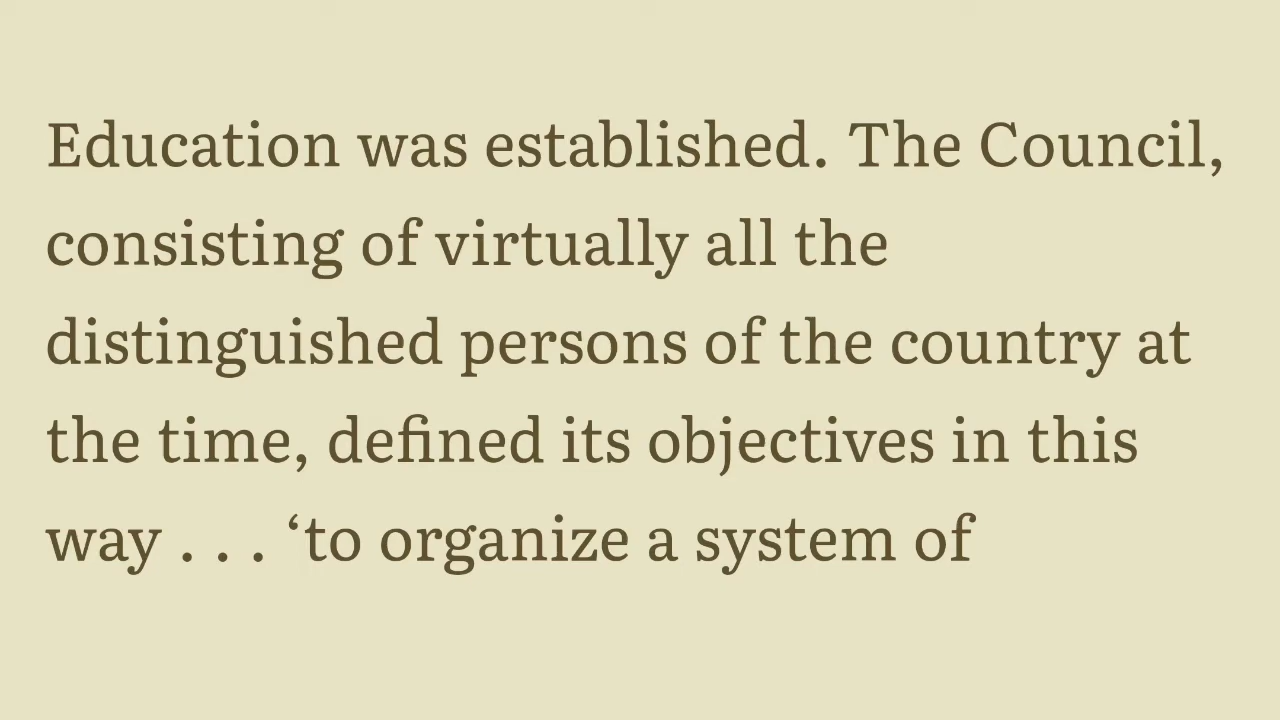 Education was established. The Council,
consisting of virtually all the
distinguished persons of the country at
the time, defined its objectives in this
way . . . ‘to organize a system of